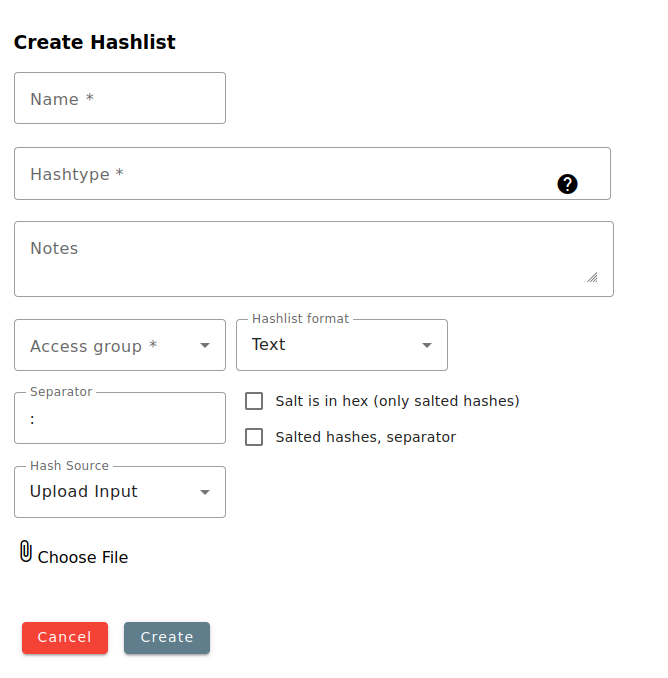 Create Hashlist
Name *
Hashtype *
?
Notes
Access group *
Hashlist format
Text
Separator
:
Salt is in hex (only salted hashes)
Salted hashes, separator
Hash Source
Upload Input
Choose File
Cancel
Create